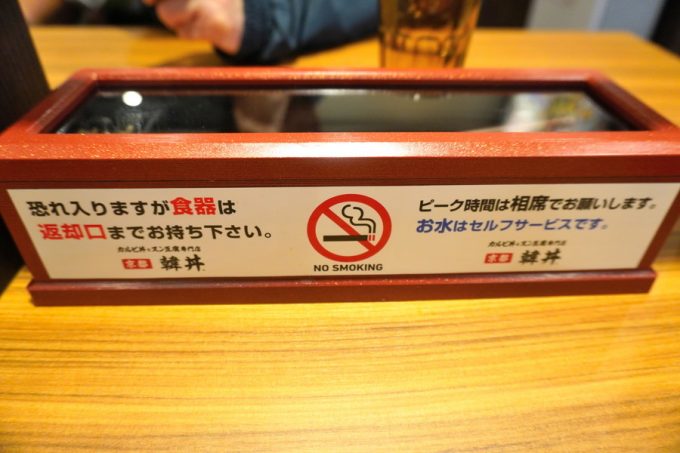 恐れ入りますが食器は
返却口までお持ち下さい。
カルビ丼とスン豆腐専門店
京都 韓丼
NO SMOKING
ピーク時間は相席でお願いします。
お水はセルフサービスです。
カルビ丼とスン豆腐専門店
京都 韓丼